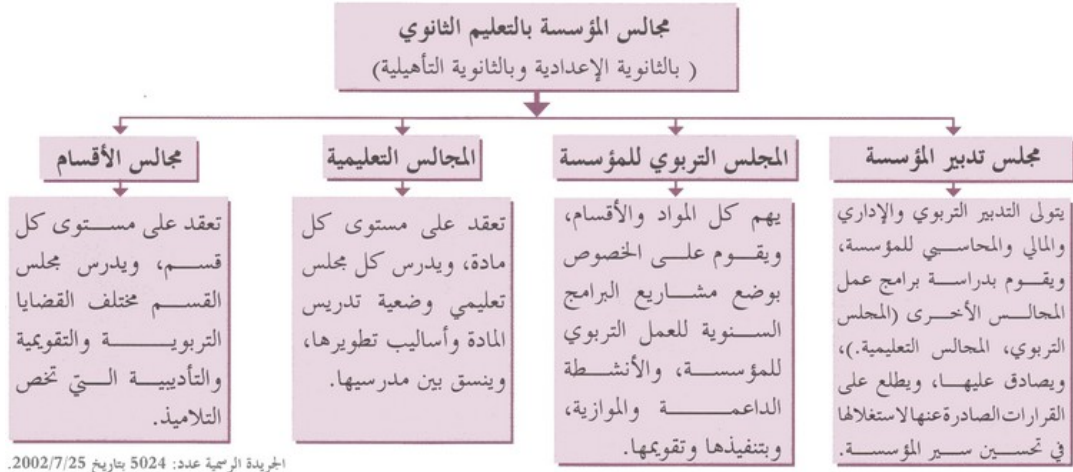 مجالس المؤسسة بالتعليم الثانوي
( بالثانوية الإعدادية وبالثانوية التأهيلية)
مجلس تدبير المؤسسة
يتولى التدبير التربوي والإداري
والمالي والمحاسبي للمؤسسة،
ويقوم بدراسة برامج عمل
المجالس الأخرى (المجلس
التربوي، المجالس التعليمية.)،
ويصادق عليها، ويطلع على
القرارات الصادرة عنها لاستغلالها
في تحسين سير المؤسسة.
المجلس التربوي للمؤسسة
يهم كل المواد والأقسام،
ويقوم على الخصوص
بوضع مشاريع البرامج
السنوية للعمل التربوي
للمؤسسة، والأنشطة
الداعمة والموازية،
وبتنفيذها وتقويمها.
المجالس التعليمية
تعقد على مستوى كل
مادة، ويدرس كل مجلس
تعليمي وضعية تدريس
المادة وأساليب تطويرها،
وينسق بين مدرسيها.
مجالس الأقسام
تعقد على مستوى كل
قسم، ويدرس مجلس
القسم مختلف القضايا
التربوية والتقويمية
والتأديبية التي تخص
التلاميذ.
الجريدة الرسمية عدد: 5024 بتاريخ 2002/7/25.